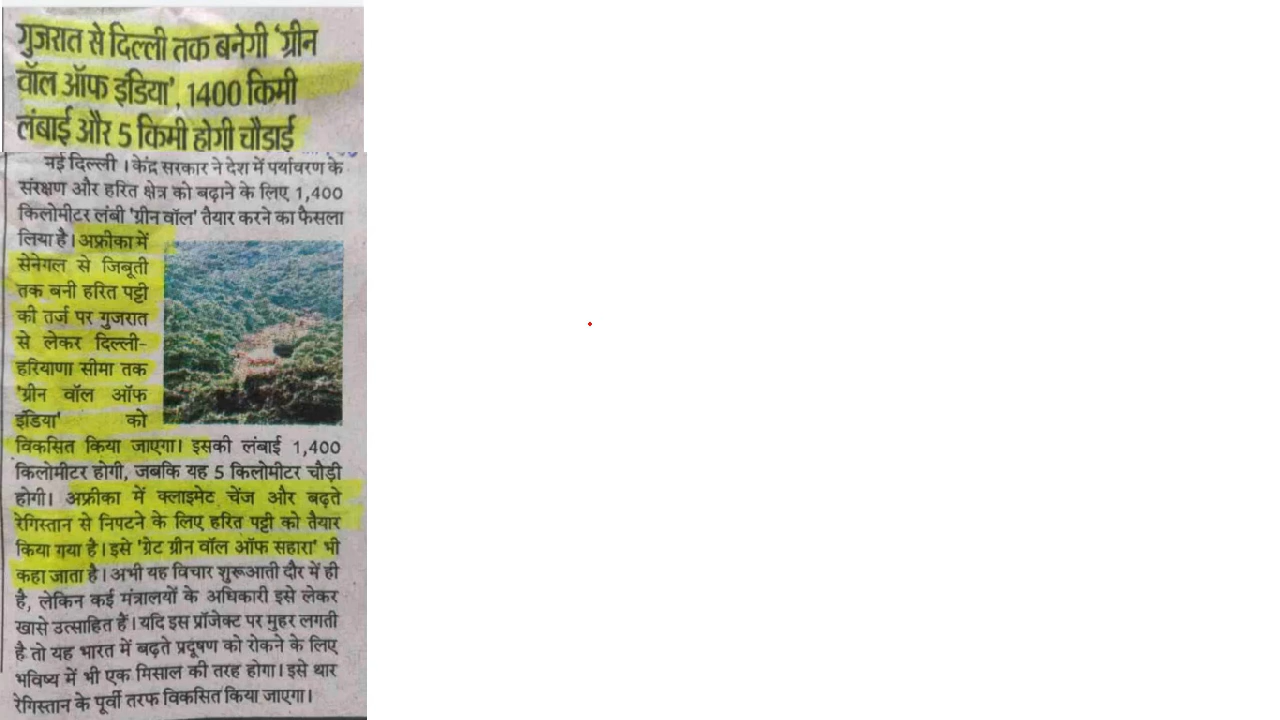 गुजरात से दिल्ली तक बनेगी 'ग्रीन
वॉल ऑफ इंडिया', 1400 किमी
लंबाई और 5 किमी होगी चौड़ाई
नई दिल्ली । केंद्र सरकार ने देश में पर्यावरण के
संरक्षण और हरित क्षेत्र को बढ़ाने के लिए 1,400
किलोमीटर लंबी 'ग्रीन वॉल' तैयार करने का फैसला
लिया है। अफ्रीका में
सेनेगल से जिबूती
तक बनी हरित पट्टी
की तर्ज पर गुजरात
से लेकर दिल्ली-
हरियाणा सीमा तक
'ग्रीन वॉल ऑफ
इंडिया' को
विकसित किया जाएगा। इसकी लंबाई 1,400
किलोमीटर होगी, जबकि यह 5 किलोमीटर चौड़ी
होगी। अफ्रीका में क्लाइमेट चेंज और बढ़ते
रेगिस्तान से निपटने के लिए हरित पट्टी को तैयार
किया गया है। इसे 'ग्रेट ग्रीन वॉल ऑफ सहारा' भी
कहा जाता है। अभी यह विचार शुरूआती दौर में ही
है, लेकिन कई मंत्रालयों के अधिकारी इसे लेकर
खासे उत्साहित हैं। यदि इस प्रॉजेक्ट पर मुहर लगती
है तो यह भारत में बढ़ते प्रदूषण को रोकने के लिए
भविष्य में भी एक मिसाल की तरह होगा। इसे थार
रेगिस्तान के पूर्वी तरफ विकसित किया जाएगा।